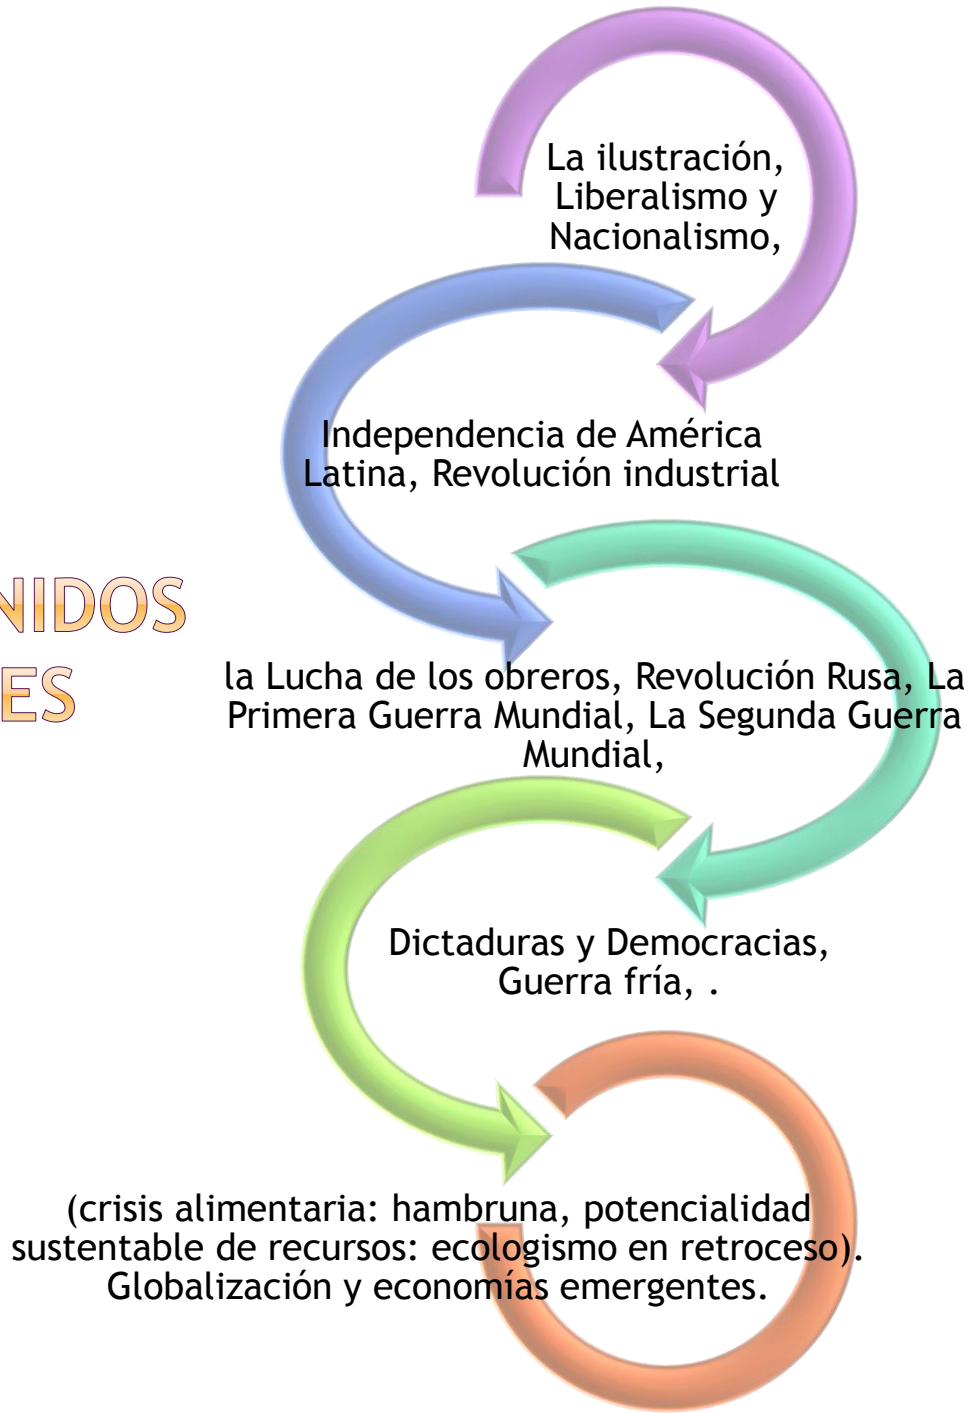 La ilustración,
Liberalismo y
Nacionalismo,
Independencia de América
Latina, Revolución industrial
NIDOS
ES
la Lucha de los obreros, Revolución Rusa, La
Primera Guerra Mundial, La Segunda Guerra
Mundial,
Dictaduras y Democracias,
Guerra fría, .
(crisis alimentaria: hambruna, potencialidad
sustentable de recursos: ecologismo en retroceso).
Globalización y economías emergentes.